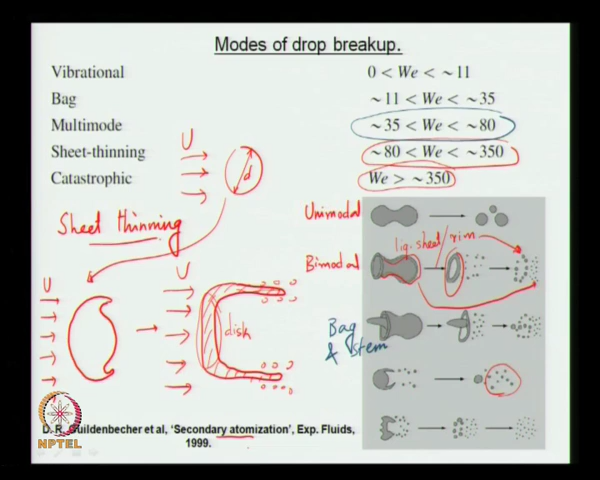 Modes of drop breakup.
Vibrational 0 < We < ~11
Bag ~11 < We < ~35
Multimode ~35 < We < ~80
Sheet-thinning ~80 < We < ~350
Catastrophic We > ~350
U
d
Sheet thinning
U
U
disk
Unimodal
Bimodal
liq. sheet / rim
Bag
& stem
D. R. Guildenbecher et al, 'Secondary atomization', Exp. Fluids,
1999.
NPTEL